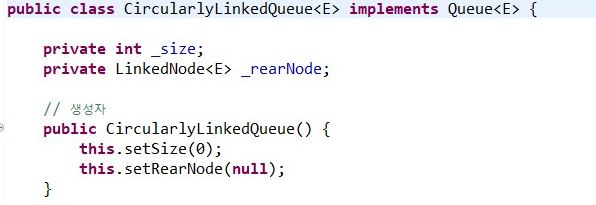 public class CircularlyLinkedQueue<E> implements Queue<E> {
private int _size;
private LinkedNode<E> _rearNode;
// 생성자
public CircularlyLinkedQueue() {
this.setSize(0);
this.setRearNode(null);
}